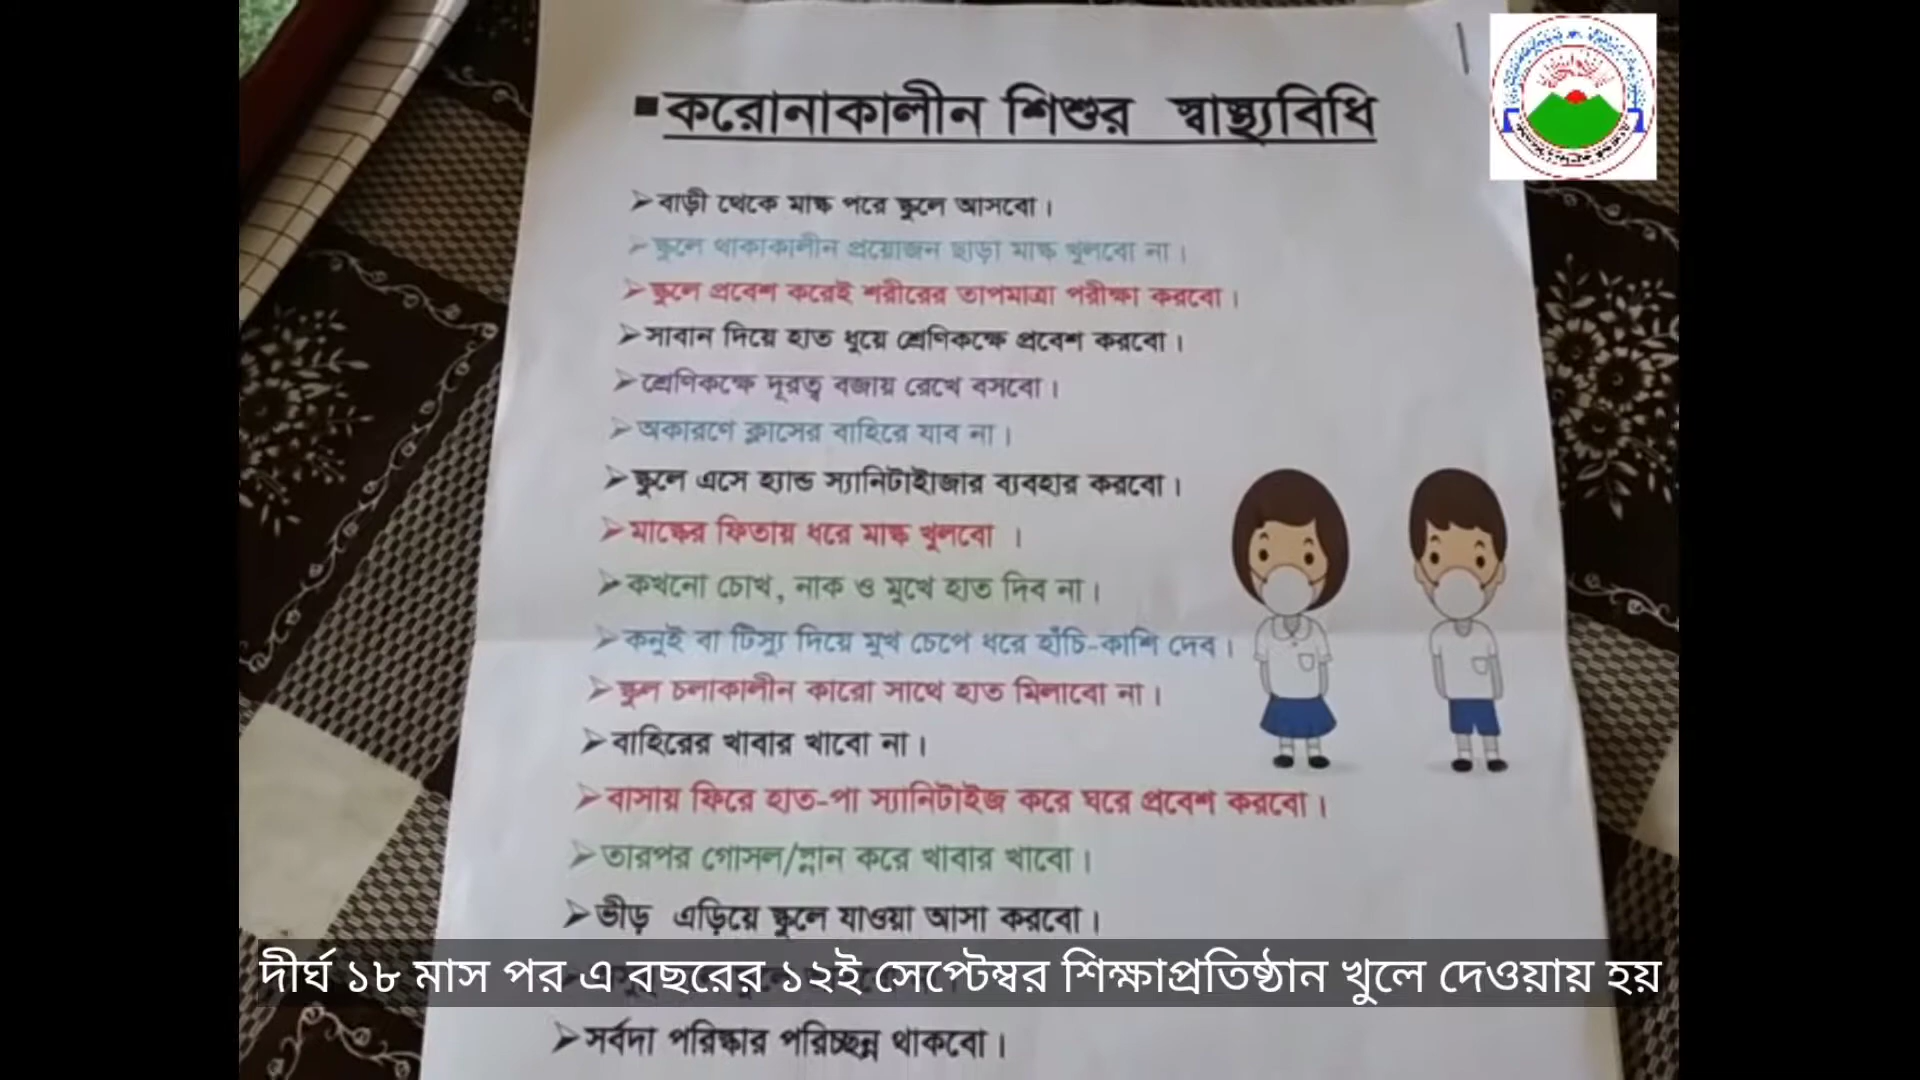 ▪করোনাকালীন শিশুর স্বাস্থ্যবিধি
➢বাড়ী থেকে মাস্ক পরে স্কুলে আসবো।
➢স্কুলে থাকাকালীন প্রয়োজন ছাড়া মাস্ক খুলবো না।
➢স্কুলে প্রবেশ করেই শরীরের তাপমাত্রা পরীক্ষা করবো।
➢সাবান দিয়ে হাত ধুয়ে শ্রেণিকক্ষে প্রবেশ করবো।
➢শ্রেণিকক্ষে দূরত্ব বজায় রেখে বসবো।
➢অকারণে ক্লাসের বাহিরে যাব না।
➢স্কুলে এসে হ্যান্ড স্যানিটাইাজার ব্যবহার করবো।
➢মাস্কের ফিতায় ধরে মাস্ক খুলবো ।
➢কখনো চোখ, নাক ও মুখে হাত দিব না।
➢কনুই বা টিস্যু দিয়ে মুখ চেপে ধরে হাঁচি-কাশি দেব।
➢স্কুল চলাকালীন কারো সাথে হাত মিলাবো না।
➢বাহিরের খাবার খাবো না।
➢বাসায় ফিরে হাত-পা স্যানিটাইজ করে ঘরে প্রবেশ করবো।
➢তারপর গোসল/স্নান করে খাবার খাবো।
➢ভীড় এড়িয়ে স্কুলে যাওয়া আসা করবো।
দীর্ঘ ১৮ মাস পর এ বছরের ১২ই সেপ্টেম্বর শিক্ষাপ্রতিষ্ঠান খুলে দেওয়ায় হয়
➢সর্বদা পরিষ্কার পরিচ্ছন্ন থাকবো।